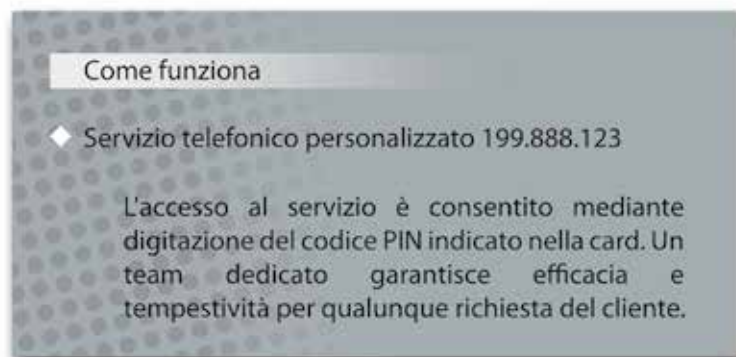 Come funziona
Servizio telefonico personalizzato 199.888.123
L'accesso al servizio è consentito mediante
digitazione del codice PIN indicato nella card. Un
team dedicato garantisce efficacia e
tempestività per qualunque richiesta del cliente.